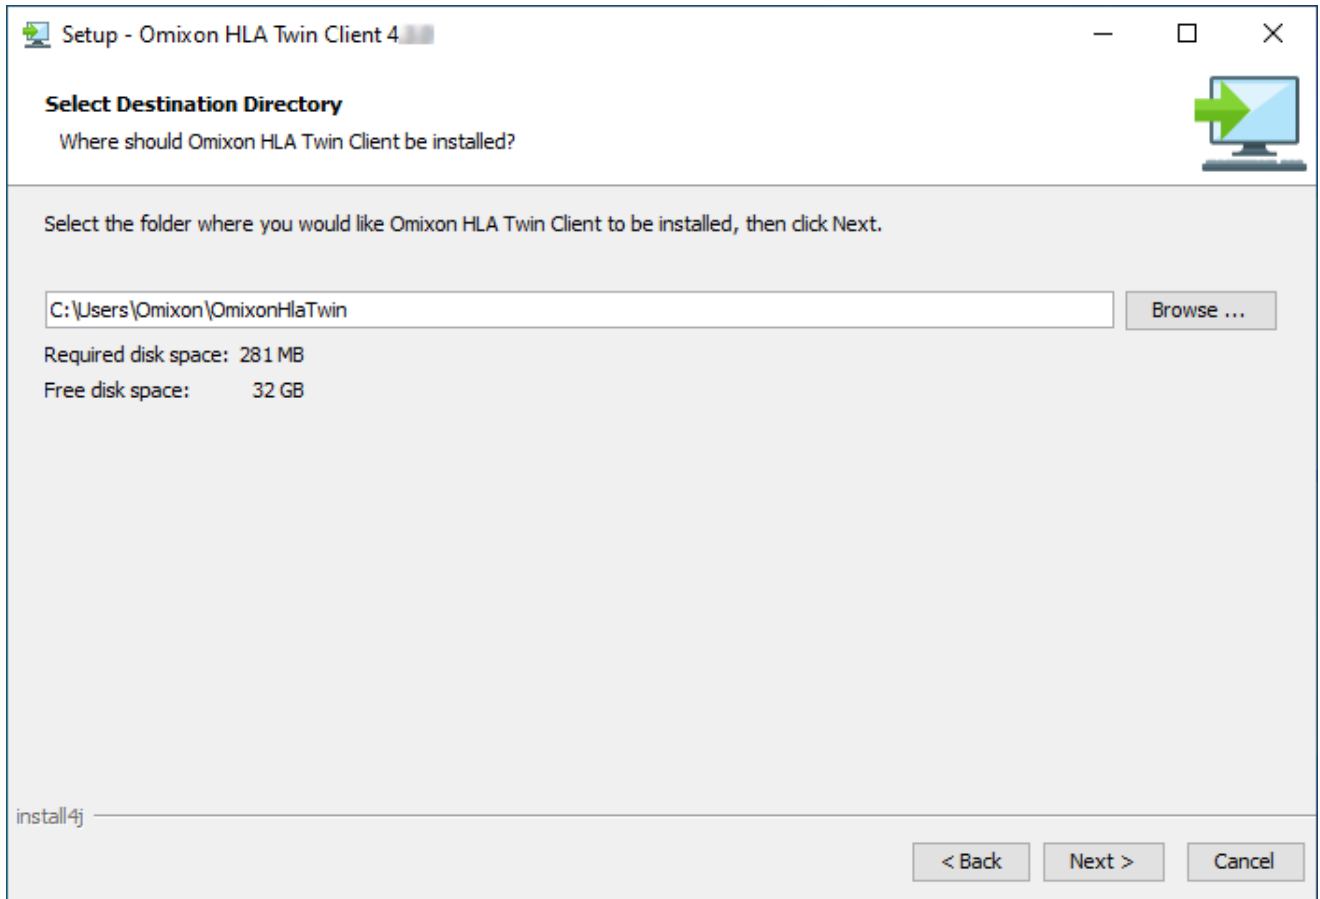 Setup - Omixon HLA Twin Client 4
Select Destination Directory
Where should Omixon HLA Twin Client be installed?
Select the folder where you would like Omixon HLA Twin Client to be installed, then click Next.
C:\Users\Omixon\OmixonHlaTwin
Browse ...
Required disk space: 281 MB
Free disk space: 32 GB
install4j
< Back
Next >
Cancel